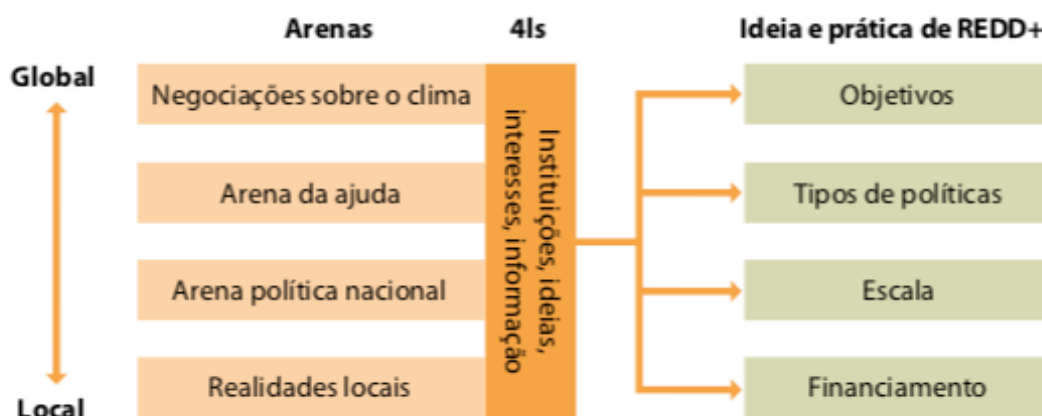 Arenas
4Is
Ideia e prática de REDD+
Global
Negociações sobre o clima
Arena da ajuda
Arena política nacional
Realidades locais
Local
Instituições, ideias,
interesses, informação
Objetivos
Tipos de políticas
Escala
Financiamento